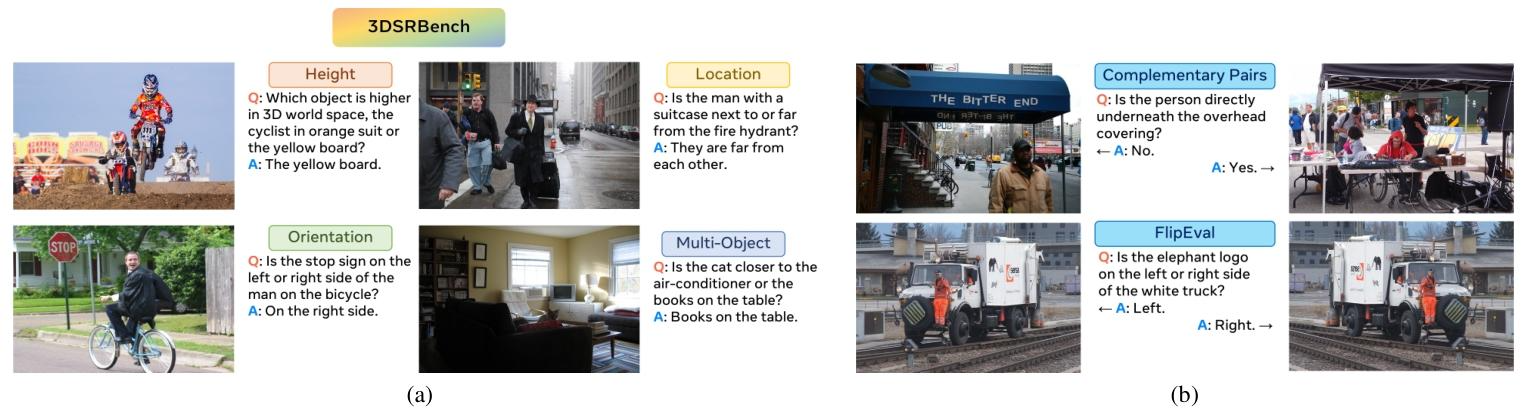 3DSRBench
Height
Q: Which object is higher
in 3D world space, the
cyclist in orange suit or
the yellow board?
A: The yellow board.
111
Location
Q: Is the man with a
suitcase next to or far
from the fire hydrant?
A: They are far from
each other.
Orientation
Q: Is the stop sign on the
left or right side of the
man on the bicycle?
A: On the right side.
STOP
Multi-Object
Q: Is the cat closer to the
air-conditioner or the
books on the table?
A: Books on the table.
(a)
THE BITTER END
PUB
Complementary Pairs
Q: Is the person directly
underneath the overhead
covering?
← A: No.
A: Yes. →
FlipEval
Q: Is the elephant logo
on the left or right side
of the white truck?
← A: Left.
A: Right. →
(b)